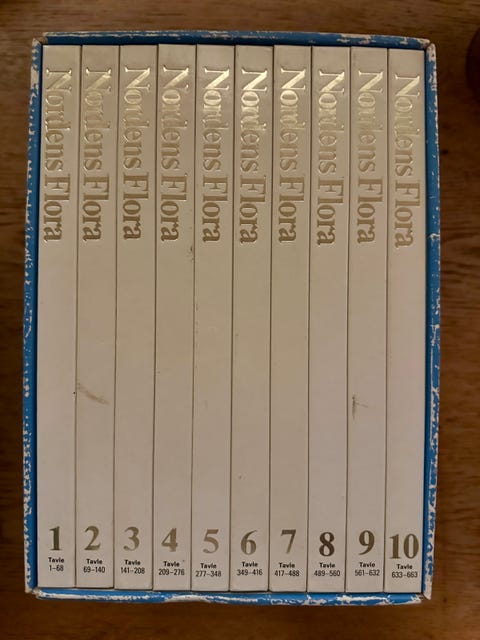 Nordens Flora
1
Tavle
1-68
Nordens Flora
2
Tavle
69-140
Nordens Flora
3
Tavle
141-208
Nordens Flora
4
Tavle
209-276
Nordens Flora
5
Tavle
277-348
Nordens Flora
6
Tavle
349-416
Nordens Flora
7
Tavle
417-488
Nordens Flora
8
Tavle
489-560
Nordens Flora
9
Tavle
561-632
Nordens Flora
10
Tavle
633-663